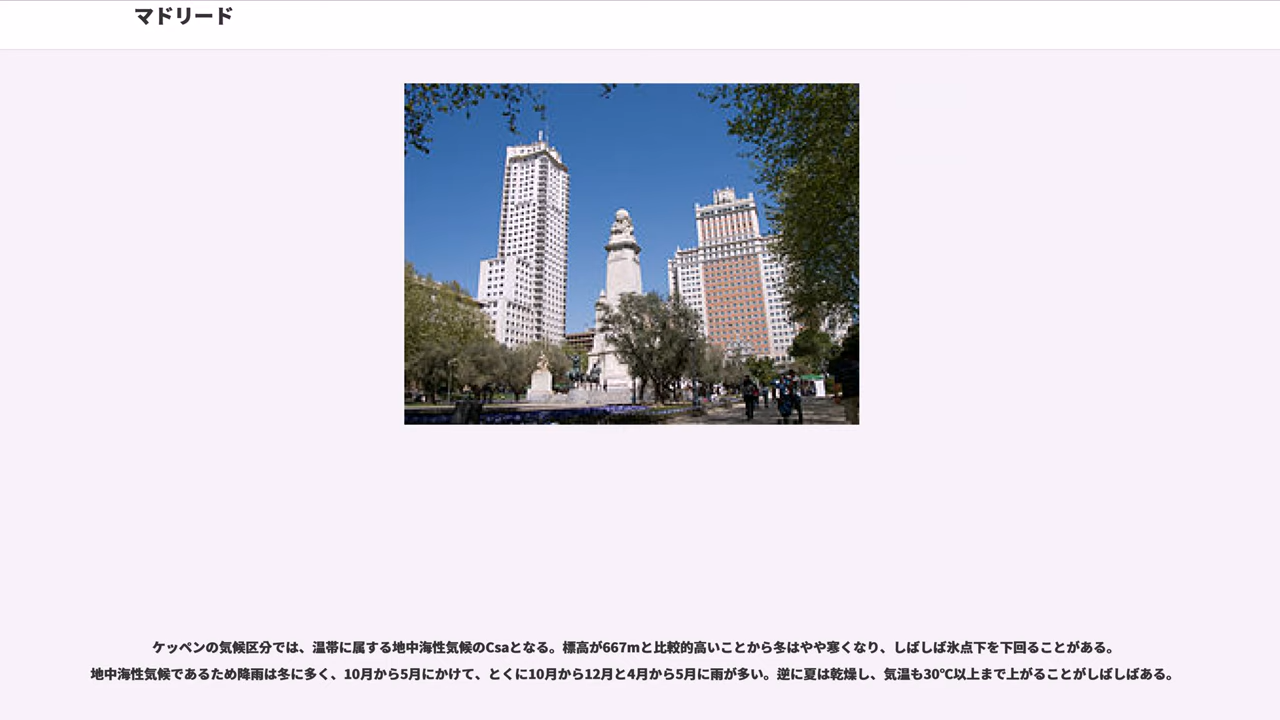 マドリード
ケッペンの気候区分では、温帯に属する地中海性気候のCsaとなる。標高が667mと比較的高いことから冬はやや寒くなり、しばしば氷点下を下回ることがある。
地中海性気候であるため降雨は冬に多く、10月から5月にかけて、とくに10月から12月と4月から5月に雨が多い。逆に夏は乾燥し、気温も30℃以上まで上がることがしばしばある。